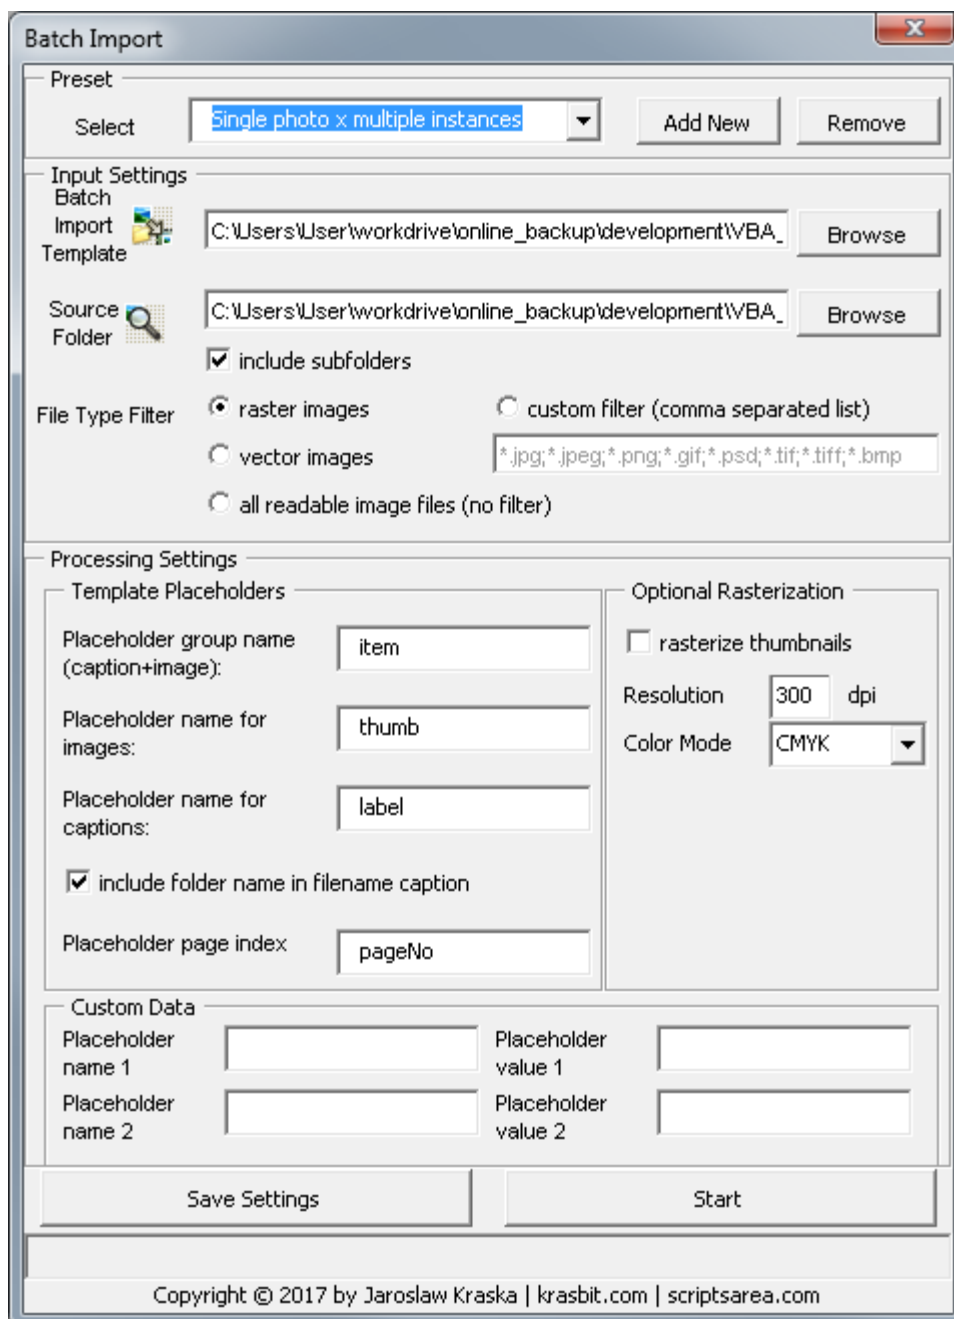 Batch Import
Preset
Select
Single photo x multiple instances
Add New
Remove
Input Settings
Batch
Import
Template
C:\Users\User\workdrive\online_backup\development\VBA_
Browse
Source
Folder
C:\Users\User\workdrive\online_backup\development\VBA_
Browse
include subfolders
File Type Filter
raster images
custom filter (comma separated list)
vector images
*.jpg;*.jpeg;*.png;*.gif;*.psd;*.tif;*.tiff;*.bmp
all readable image files (no filter)
Processing Settings
Template Placeholders
Placeholder group name
(caption+image):
item
Placeholder name for
images:
thumb
Placeholder name for
captions:
label
include folder name in filename caption
Placeholder page index
pageNo
Optional Rasterization
rasterize thumbnails
Resolution
300
dpi
Color Mode
CMYK
Custom Data
Placeholder
name 1
Placeholder
value 1
Placeholder
name 2
Placeholder
value 2
Save Settings
Start
Copyright © 2017 by Jaroslaw Kraska | krasbit.com | scriptsarea.com